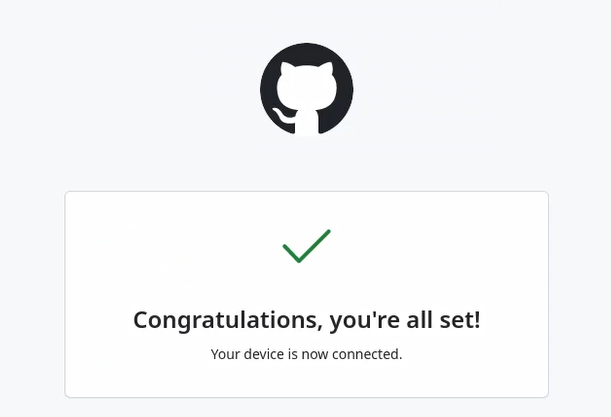 Congratulations, you're all set!
Your device is now connected.